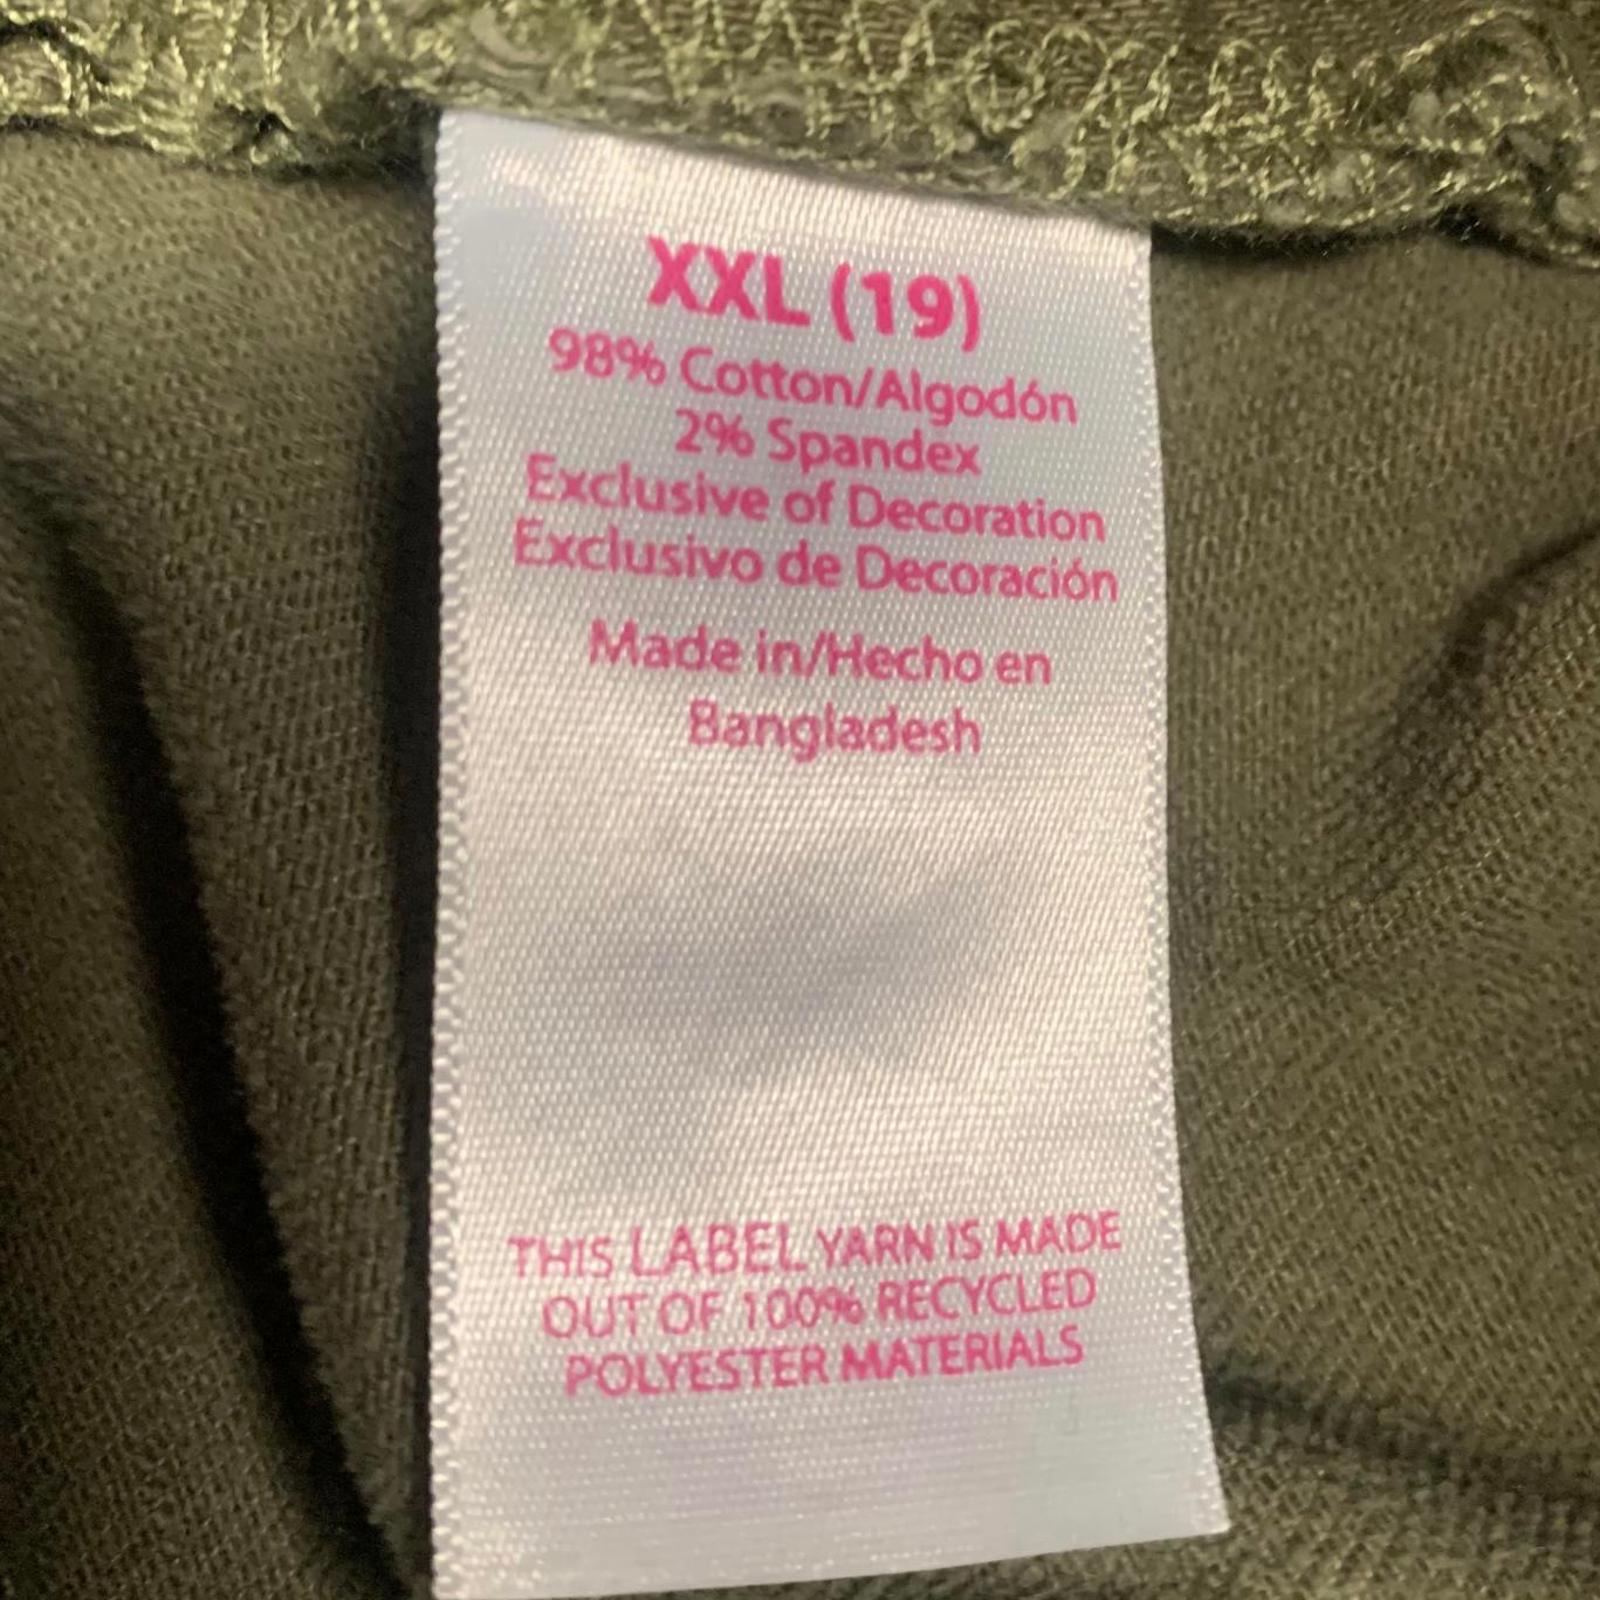 XXL (19)
98% Cotton/Algodón
2% Spandex
Exclusive of Decoration
Exclusivo de Decoración
Made in/Hecho en
Bangladesh
THIS LABEL YARN IS MADE
OUT OF 100% RECYCLED
POLYESTER MATERIALS